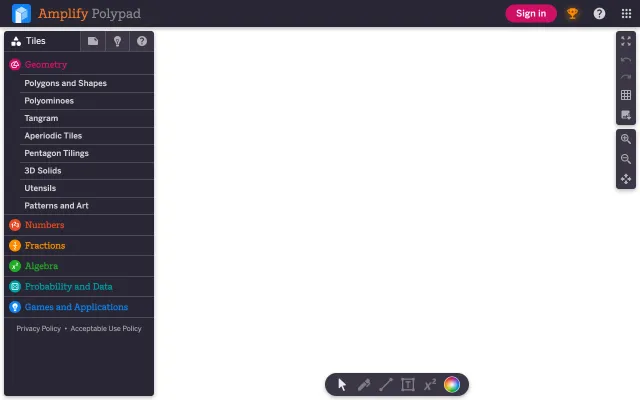 Amplify Polypad
Sign in
Tiles
Geometry
Polygons and Shapes
Polyominoes
Tangram
Aperiodic Tiles
Pentagon Tilings
3D Solids
Utensils
Patterns and Art
Numbers
Fractions
Algebra
Probability and Data
Games and Applications
Privacy Policy • Acceptable Use Policy
T
x²